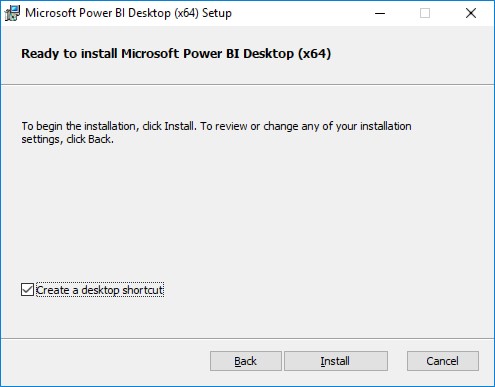 Microsoft Power BI Desktop (x64) Setup
Ready to install Microsoft Power BI Desktop (x64)
To begin the installation, click Install. To review or change any of your installation
settings, click Back.
Create a desktop shortcut
Back Install Cancel